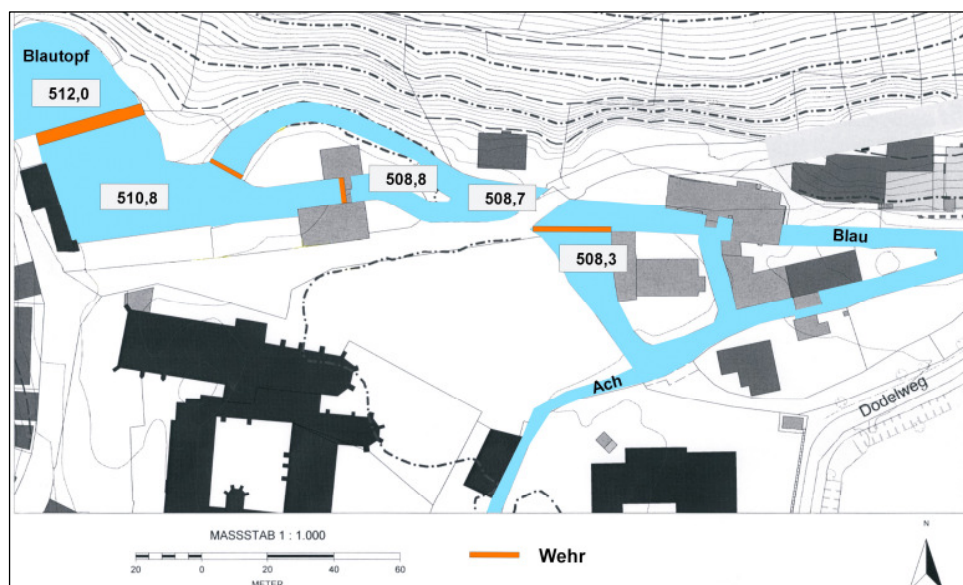 Blautopf
512,0
510,8
508,8
508,7
508,3
Blau
Ach
Dodelweg
MASSSTAB 1 : 1.000
20 0 20 40 60
METER
Wehr
N